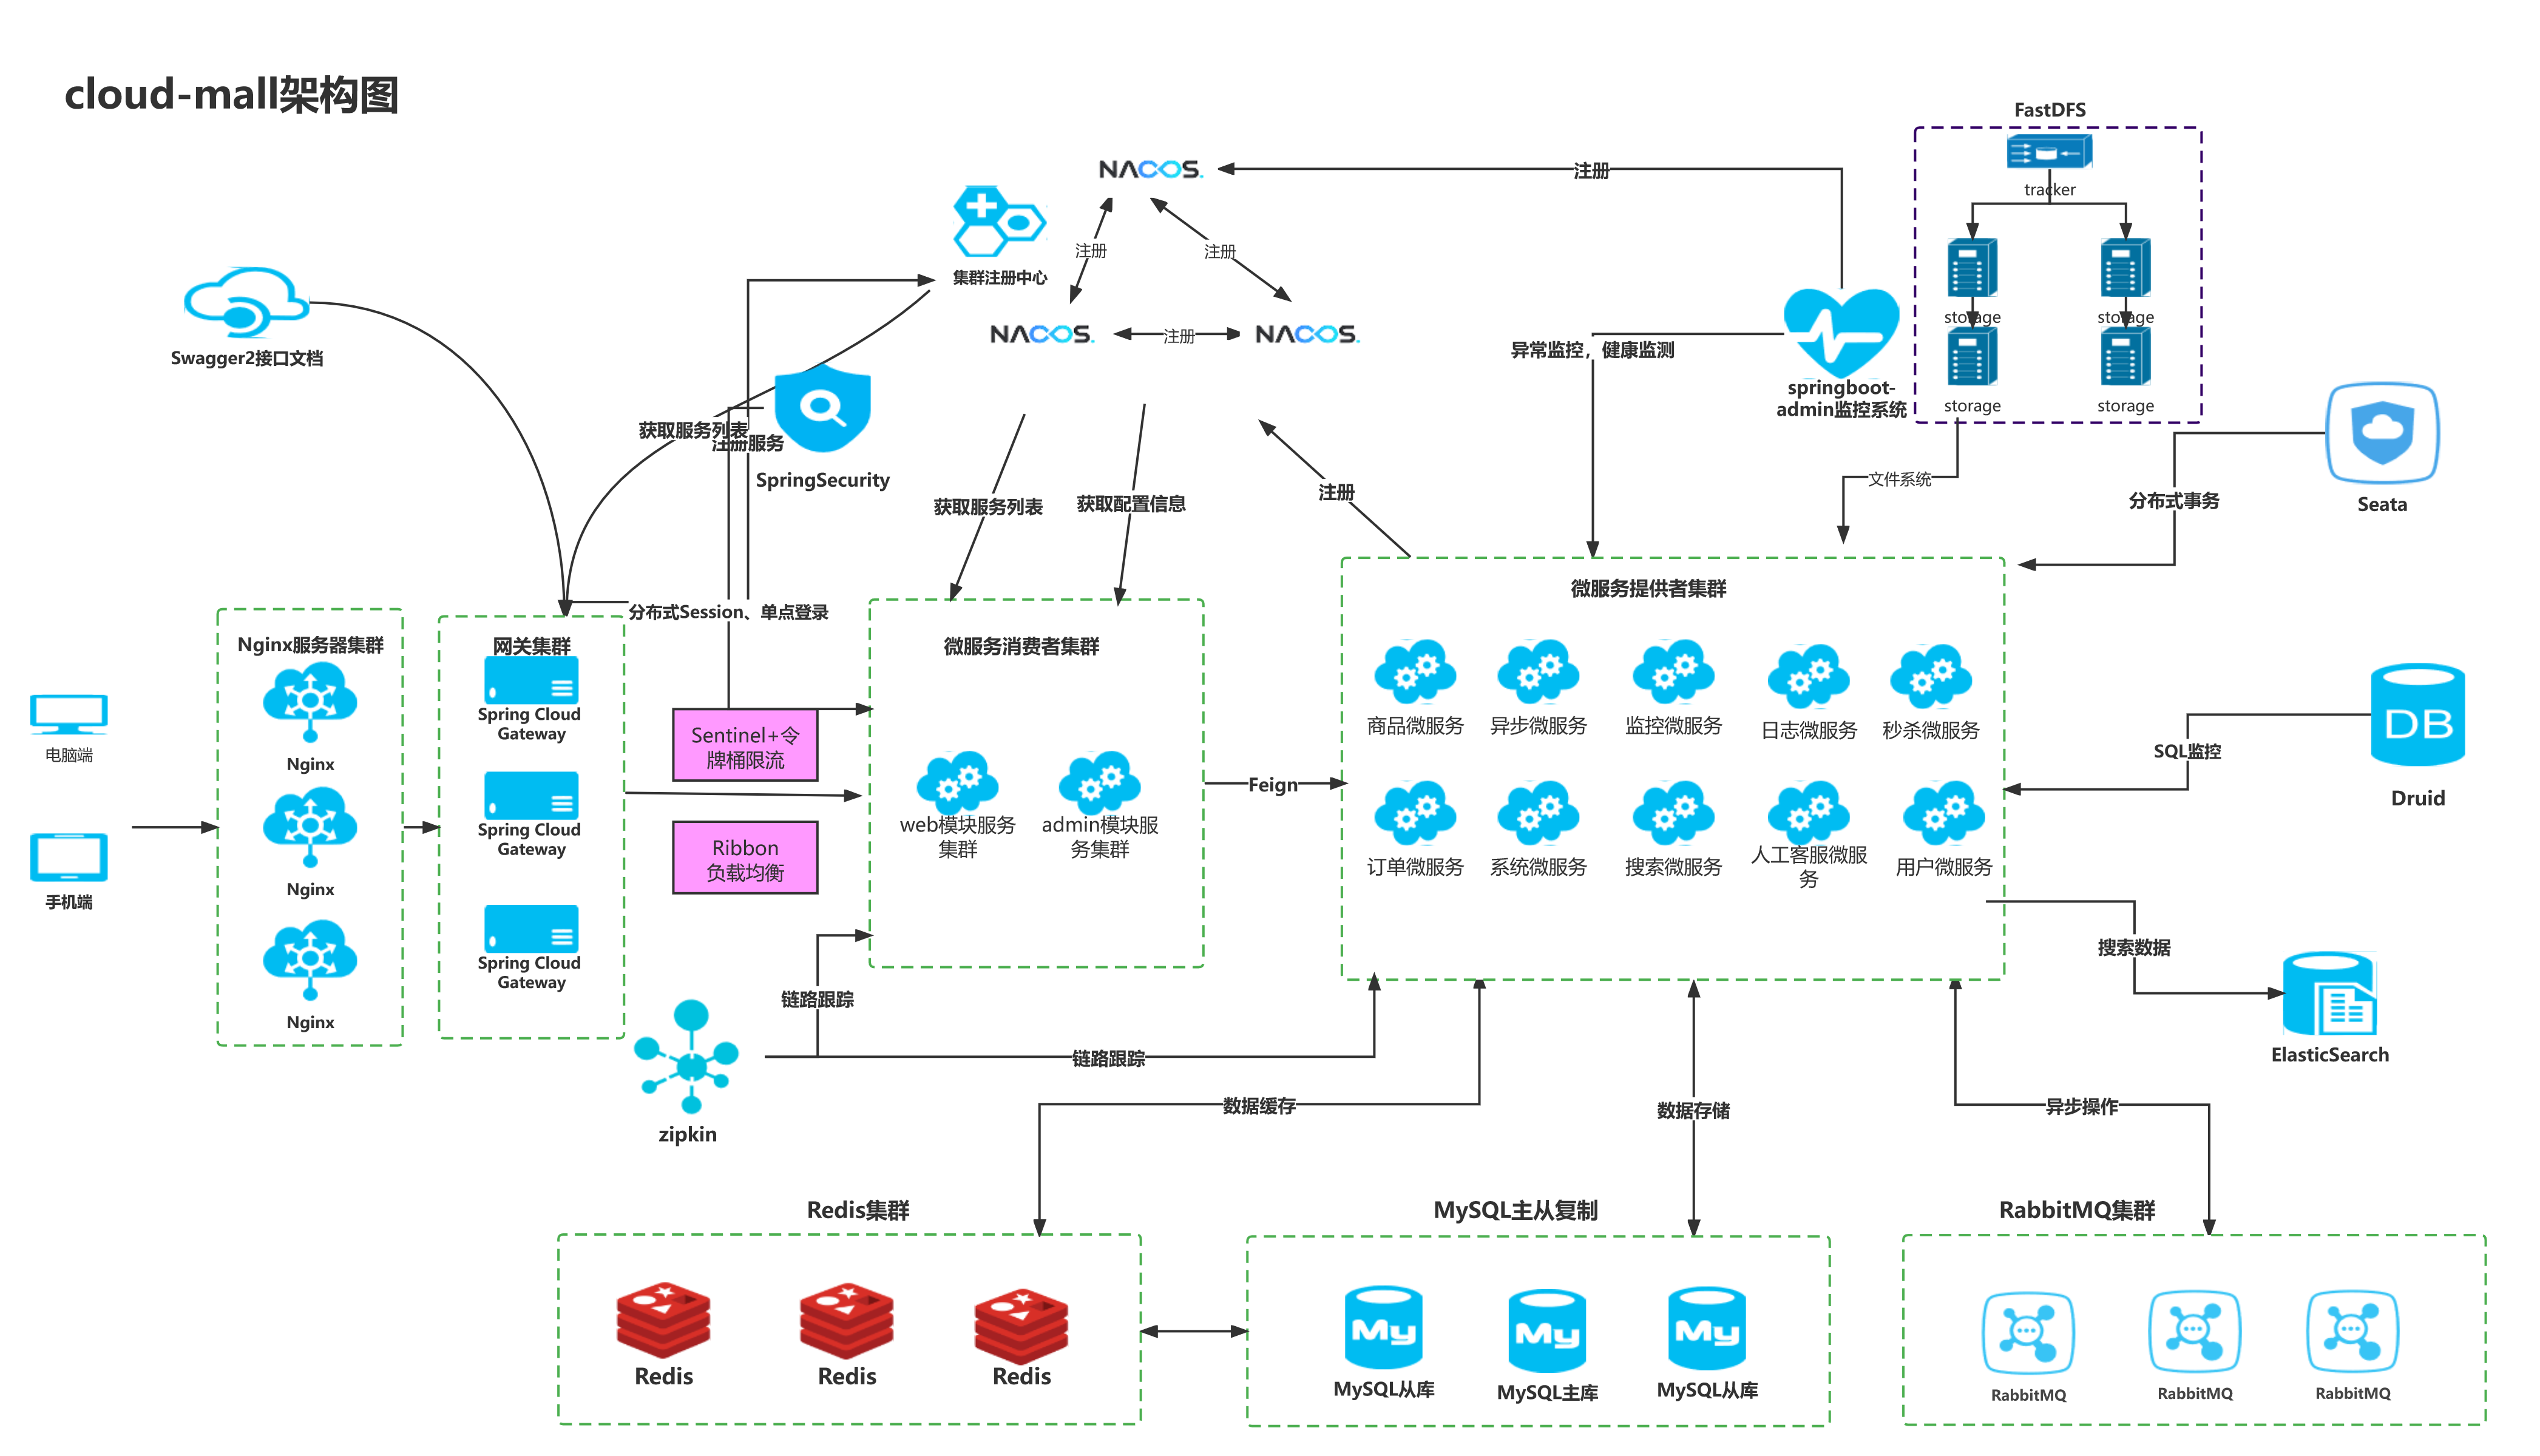 cloud-mall架构图
FastDFS
tracker
storage
storage
storage
storage
NACOS.
注册
集群注册中心
注册
注册
NACOS.
注册
NACOS.
Swagger2接口文档
异常监控，健康监测
springboot-
admin监控系统
获取服务列表
注册服务
SpringSecurity
获取服务列表
获取配置信息
注册
文件系统
分布式事务
Seata
分布式Session、单点登录
Nginx服务器集群
Nginx
Nginx
Nginx
电脑端
手机端
网关集群
Spring Cloud
Gateway
Spring Cloud
Gateway
Spring Cloud
Gateway
Sentinel+令
牌桶限流
Ribbon
负载均衡
微服务消费者集群
web模块服务
集群
admin模块服
务集群
Feign
微服务提供者集群
商品微服务
异步微服务
监控微服务
日志微服务
秒杀微服务
订单微服务
系统微服务
搜索微服务
人工客服微服
务
用户微服务
DB
SQL监控
Druid
搜索数据
ElasticSearch
链路跟踪
链路跟踪
zipkin
数据缓存
数据存储
异步操作
Redis集群
Redis
Redis
Redis
MySQL主从复制
My
My
My
MySQL从库
MySQL主库
MySQL从库
RabbitMQ集群
RabbitMQ
RabbitMQ
RabbitMQ